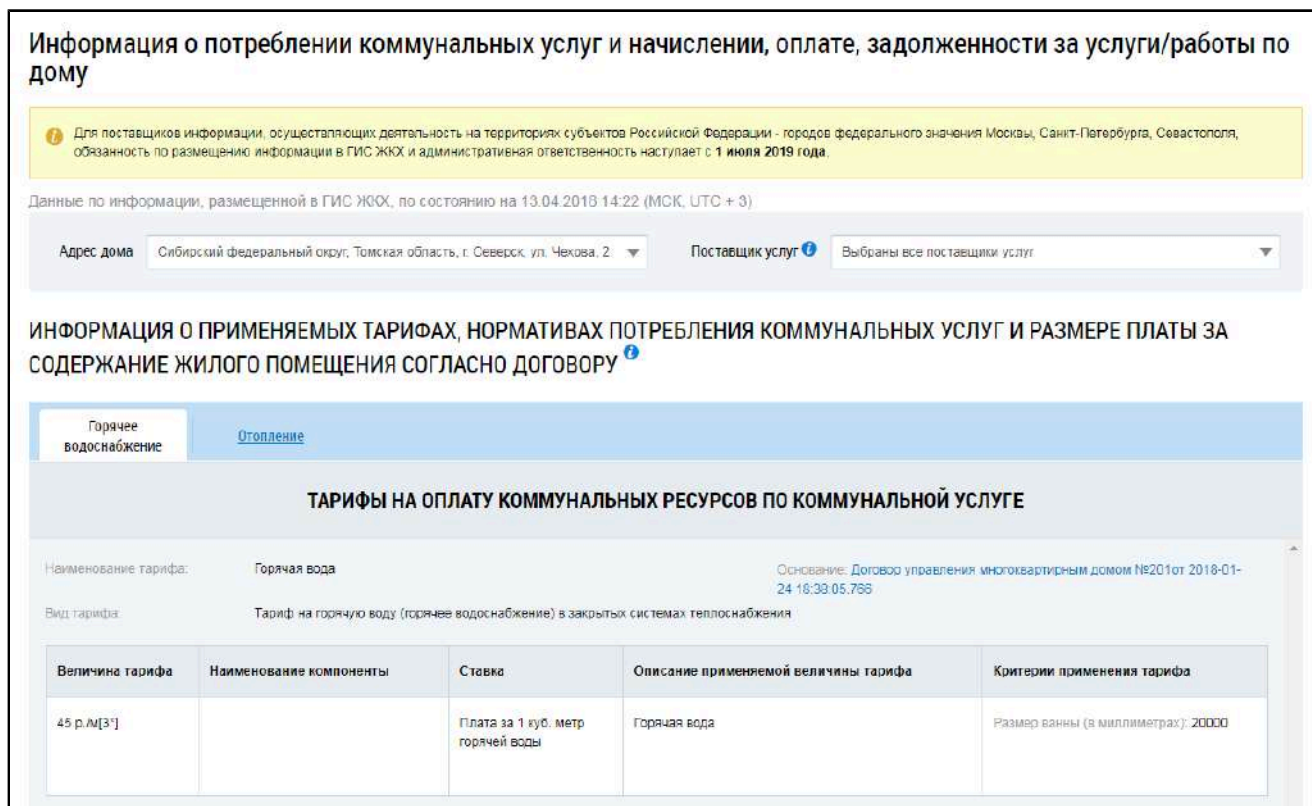 Информация о потреблении коммунальных услуг и начислении, оплате, задолженности за услуги/работы по
дому
Для поставщиков информации, осуществляющих деятельность на территориях субъектов Российской Федерации - городов федерального значения Москвы, Санкт-Петербурга, Севастополя,
обязанность по размещению информации в ГИС ЖКХ и административная ответственность наступает с 1 июля 2019 года.
Данные по информации, размещенной в ГИС ЖКХ, по состоянию на 13.04.2018 14:22 (МСК, UTC + 3)
Адрес дома Сибирский федеральный округ, Томская область, г. Северск, ул. Чехова, 2 Поставщик услуг Выбраны все поставщики услуг
ИНФОРМАЦИЯ О ПРИМЕНЯЕМЫХ ТАРИФАХ, НОРМАТИВАХ ПОТРЕБЛЕНИЯ КОММУНАЛЬНЫХ УСЛУГ И РАЗМЕРЕ ПЛАТЫ ЗА
СОДЕРЖАНИЕ ЖИЛОГО ПОМЕЩЕНИЯ СОГЛАСНО ДОГОВОРУ
Горячее
водоснабжение
Отопление
ТАРИФЫ НА ОПЛАТУ КОММУНАЛЬНЫХ РЕСУРСОВ ПО КОММУНАЛЬНОЙ УСЛУГЕ
Наименование тарифа: Горячая вода
Основание: Договор управления многоквартирным домом №201от 2018-01-
24 18:38:05.766
Вид тарифа: Тариф на горячую воду (горячее водоснабжение) в закрытых системах теплоснабжения
Величина тарифа Наименование компоненты Ставка Описание применяемой величины тарифа Критерии применения тарифа
45 р./м[3*] Плата за 1 куб. метр Горячая вода Размер ванны (в миллиметрах): 20000
горячей воды